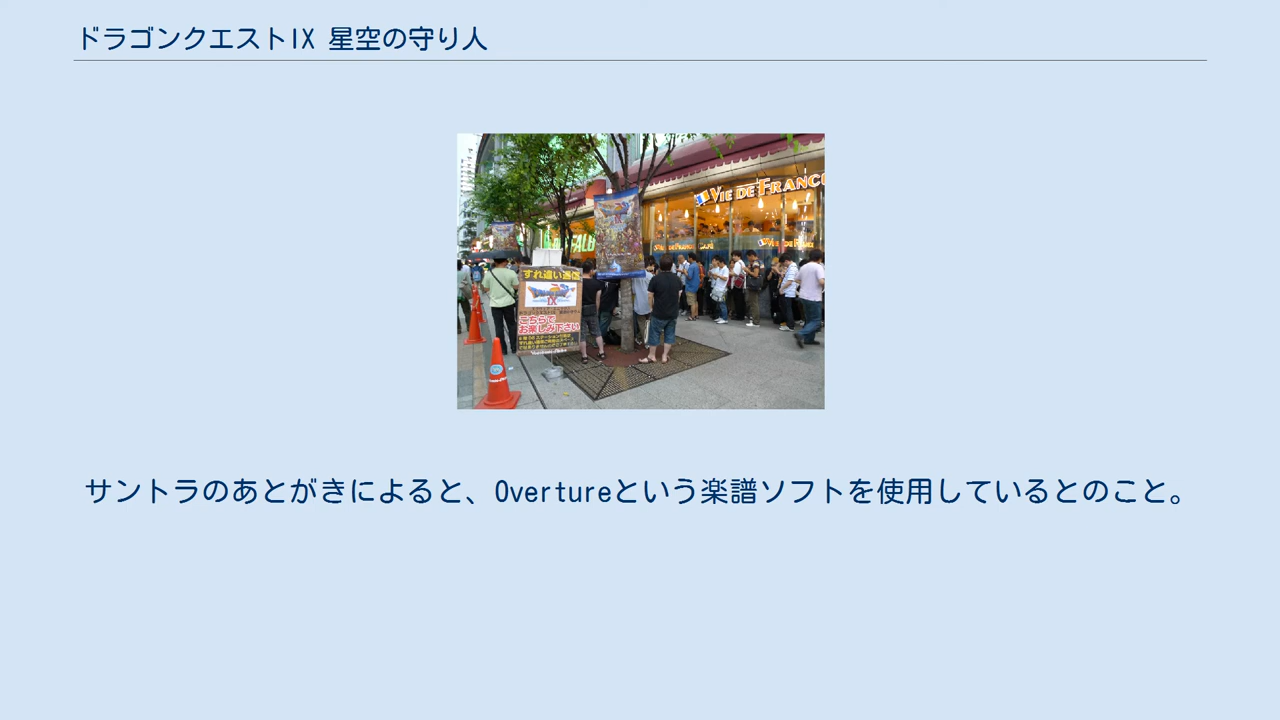 ドラゴンクエストIX 星空の守り人
VIE DE FRANCE
すれ違い通信
IX
こちらで
お楽しみ下さい
サントラのあとがきによると、Overtureという楽譜ソフトを使用しているとのこと。